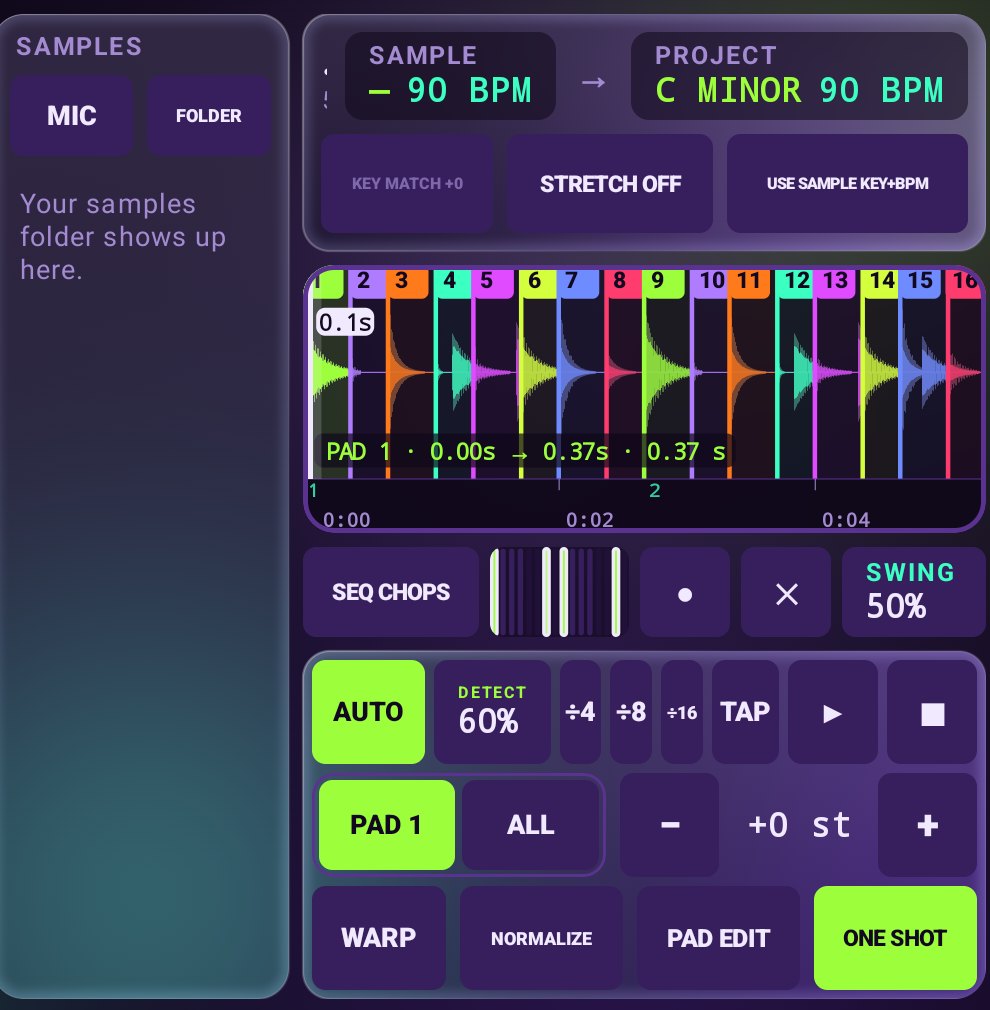 SAMPLES
MIC
FOLDER
Your samples
folder shows up
here.
SAMPLE
– 90 BPM
→
PROJECT
C MINOR 90 BPM
KEY MATCH +0
STRETCH OFF
USE SAMPLE KEY+BPM
1 2 3 4 5 6 7 8 9 10 11 12 13 14 15 16
0.1s
PAD 1 · 0.00s → 0.37s · 0.37 s
1 2
0:00 0:02 0:04
SEQ CHOPS
SWING
50%
AUTO
DETECT
60%
÷4
÷8
÷16
TAP
PAD 1
ALL
−
+0 st
+
WARP
NORMALIZE
PAD EDIT
ONE SHOT